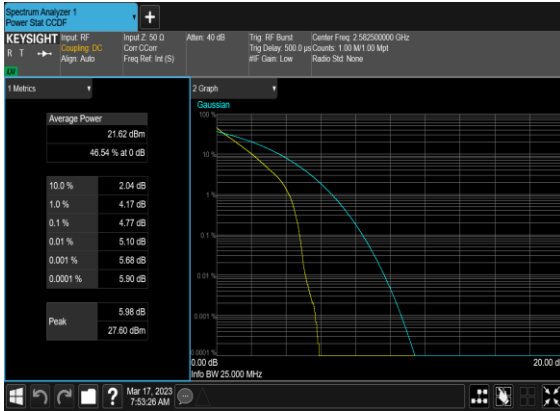 Spectrum Analyzer 1
Power Stat CCDF
KEYSIGHT
R T
LXI
Input: RF
Coupling: DC
Align: Auto
Input Z: 50 Ω
Corr CCorr
Freq Ref: Int (S)
Atten: 40 dB
Trig: RF Burst
Trig Delay: 500.0 µs
#IF Gain: Low
Center Freq: 2.582500000 GHz
Counts: 1.00 M/1.00 Mpt
Radio Std: None
1 Metrics
Average Power
21.62 dBm
46.54 % at 0 dB
10.0 % 2.04 dB
1.0 % 4.17 dB
0.1 % 4.77 dB
0.01 % 5.10 dB
0.001 % 5.68 dB
0.0001 % 5.90 dB
Peak
5.98 dB
27.60 dBm
2 Graph
Gaussian
100 %
10 %
1 %
0.1 %
0.01 %
0.001 %
0.0001 %
0.00 dB
20.00 d
Info BW 25.000 MHz
Mar 17, 2023
7:53:26 AM